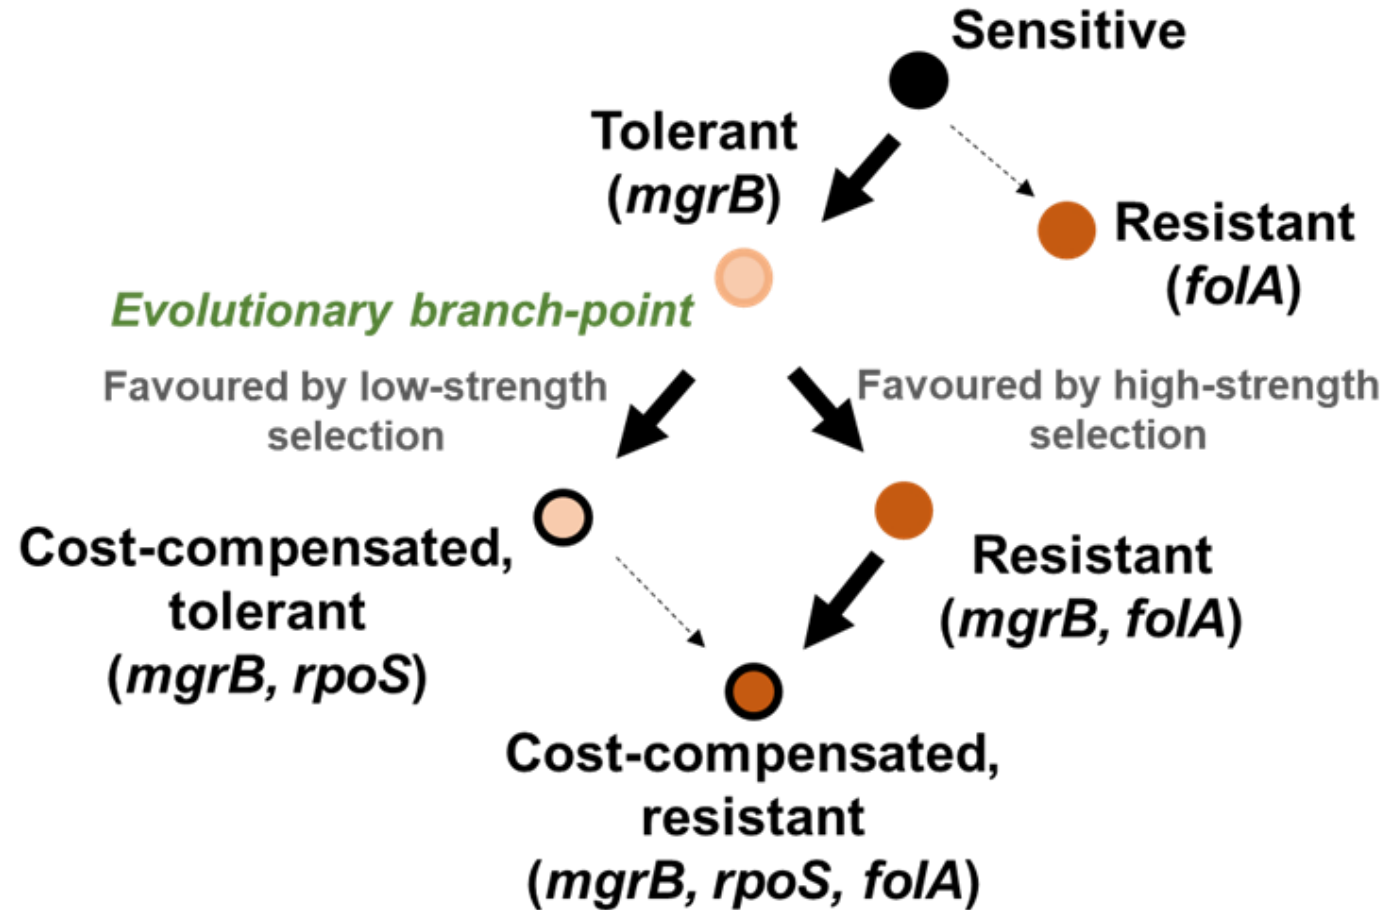 Sensitive
Tolerant
(mgrB)
Resistant
(folA)
Evolutionary branch-point
Favoured by low-strength
selection
Favoured by high-strength
selection
Cost-compensated,
tolerant
(mgrB, rpoS)
Resistant
(mgrB, folA)
Cost-compensated,
resistant
(mgrB, rpoS, folA)